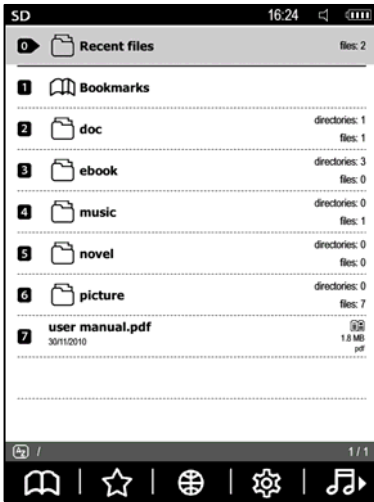 SD 16:24
0 Recent files files: 2
1 Bookmarks
2 doc directories: 1
files: 1
3 ebook directories: 3
files: 0
4 music directories: 0
files: 1
5 novel directories: 0
files: 0
6 picture directories: 0
files: 7
7 user manual.pdf
30/11/2010 1.8 MB
pdf
AZ / 1/1